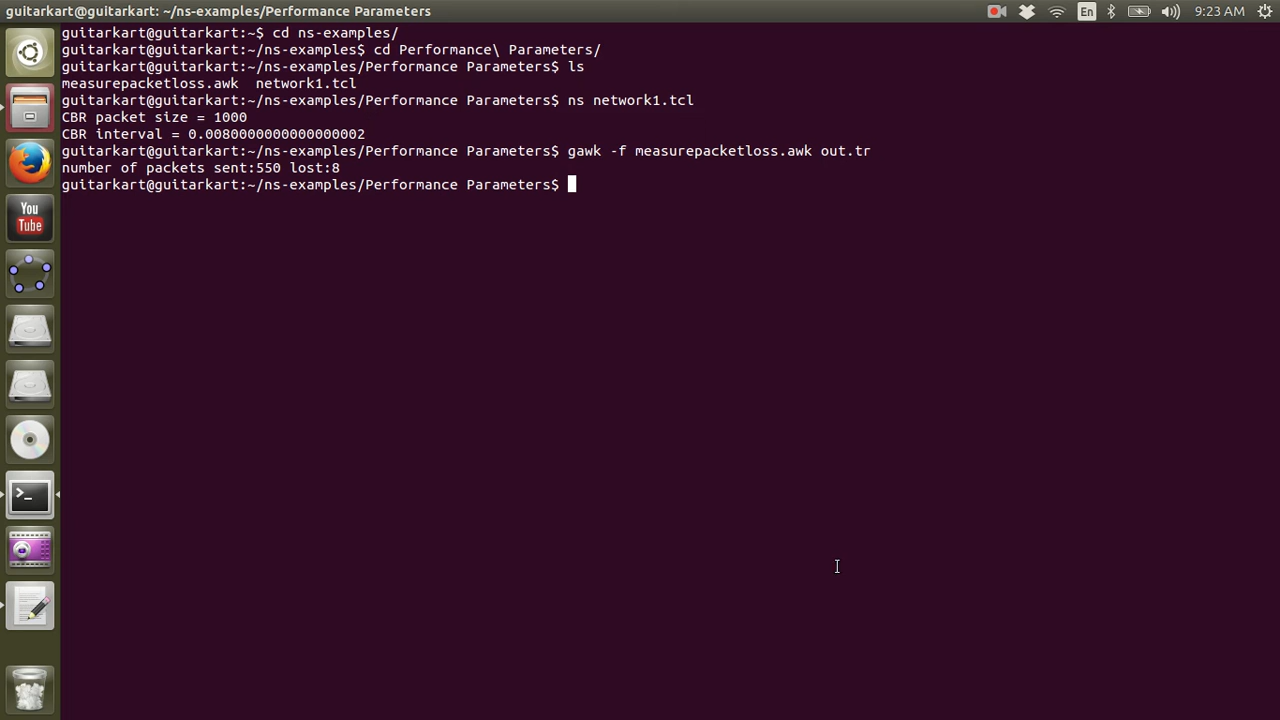 guitarkart@guitarkart: ~/ns-examples/Performance Parameters
En
9:23 AM
guitarkart@guitarkart:~$ cd ns-examples/
guitarkart@guitarkart:~/ns-examples$ cd Performance\ Parameters/
guitarkart@guitarkart:~/ns-examples/Performance Parameters$ ls
measurepacketloss.awk  network1.tcl
guitarkart@guitarkart:~/ns-examples/Performance Parameters$ ns network1.tcl
CBR packet size = 1000
CBR interval = 0.0080000000000000002
guitarkart@guitarkart:~/ns-examples/Performance Parameters$ gawk -f measurepacketloss.awk out.tr
number of packets sent:550 lost:8
guitarkart@guitarkart:~/ns-examples/Performance Parameters$
You
Tube
>_